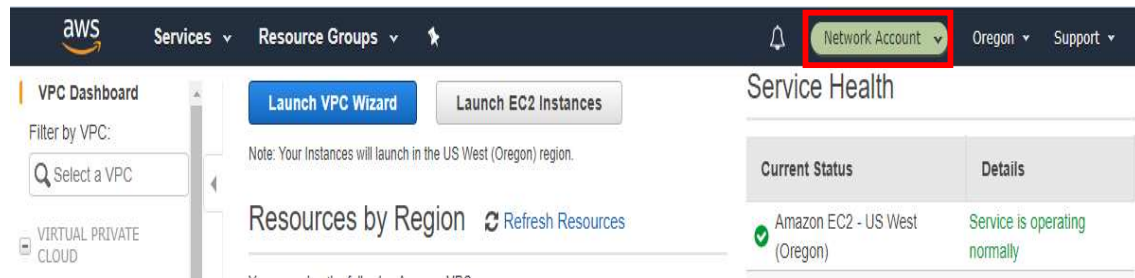 aws Services Resource Groups Network Account Oregon Support
VPC Dashboard
Filter by VPC:
Select a VPC
VIRTUAL PRIVATE
CLOUD
Launch VPC Wizard Launch EC2 Instances
Note: Your Instances will launch in the US West (Oregon) region.
Resources by Region Refresh Resources
Service Health
Current Status Details
Amazon EC2 - US West
(Oregon)
Service is operating
normally